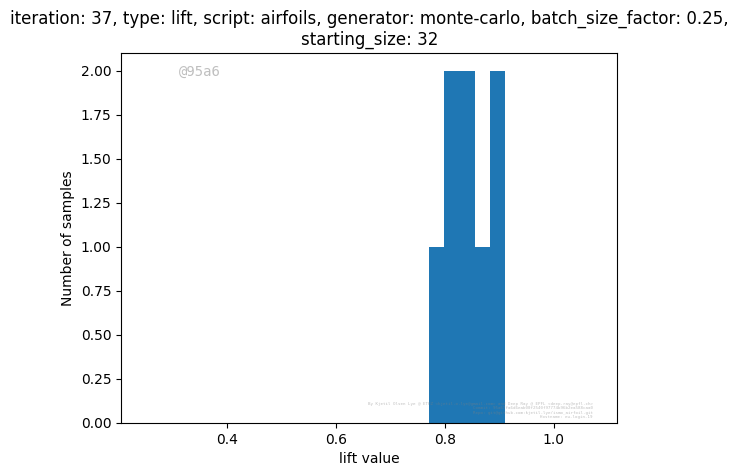 iteration: 37, type: lift, script: airfoils, generator: monte-carlo, batch_size_factor: 0.25,
starting_size: 32
@95a6
2.00
1.75
1.50
1.25
1.00
0.75
0.50
0.25
0.00
Number of samples
0.4
0.6
0.8
1.0
lift value